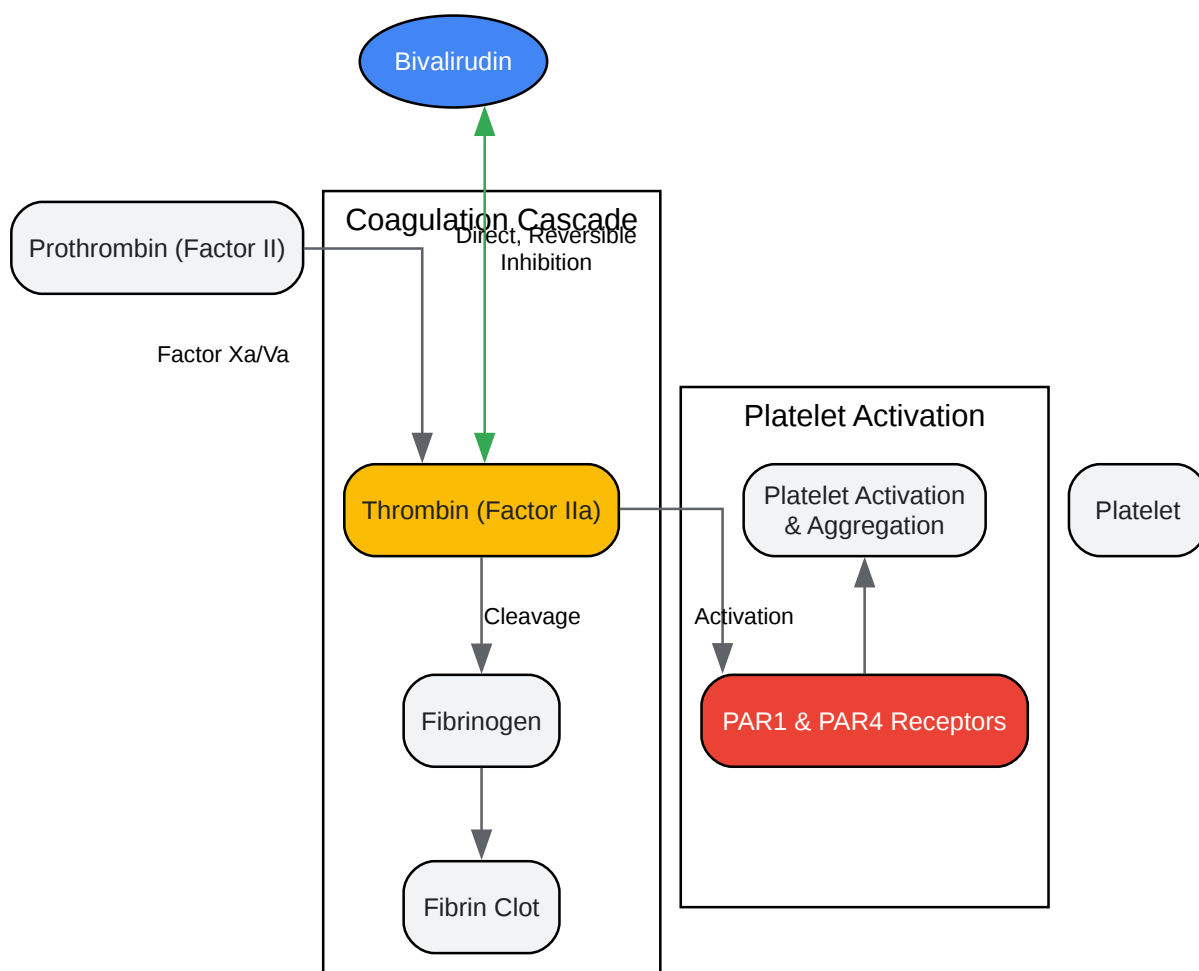 Bivalirudin
Coagulation Cascade
Direct, Reversible
Inhibition
Prothrombin (Factor II)
Factor Xa/Va
Platelet Activation
Thrombin (Factor IIa)
Platelet Activation
& Aggregation
Platelet
Cleavage
Activation
Fibrinogen
PAR1 & PAR4 Receptors
Fibrin Clot